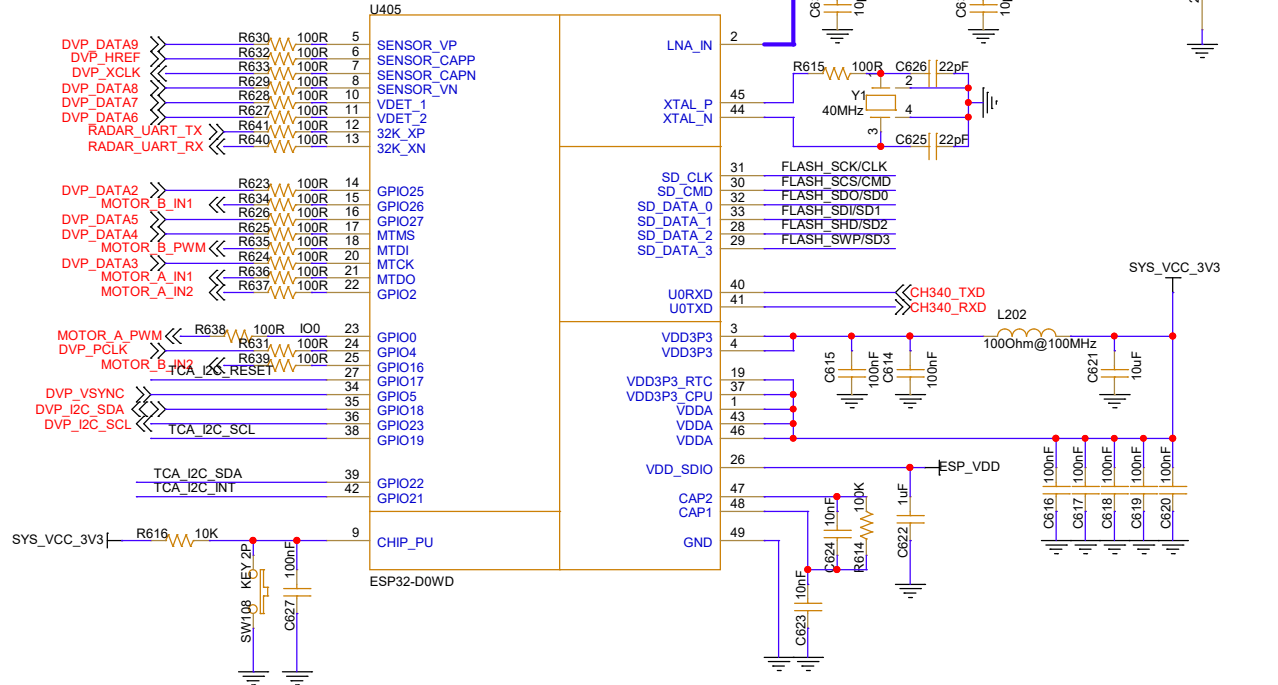 U405
DVP_DATA9 R630 100R 5 SENSOR_VP
DVP_HREF R632 100R 6 SENSOR_CAPP
DVP_XCLK R633 100R 7 SENSOR_CAPN
DVP_DATA8 R629 100R 8 SENSOR_VN
DVP_DATA7 R628 100R 10 VDET_1
DVP_DATA6 R627 100R 11 VDET_2
RADAR_UART_TX R641 100R 12 32K_XP
RADAR_UART_RX R640 100R 13 32K_XN
DVP_DATA2 R623 100R 14 GPIO25
MOTOR_B_IN1 R634 100R 15 GPIO26
DVP_DATA5 R626 100R 16 GPIO27
DVP_DATA4 R625 100R 17 MTMS
MOTOR_B_PWM R635 100R 18 MTDI
DVP_DATA3 R624 100R 20 MTCK
MOTOR_A_IN1 R636 100R 21 MTDO
MOTOR_A_IN2 R637 100R 22 GPIO2
MOTOR_A_PWM R638 100R IO0 23 GPIO0
DVP_PCLK R631 100R 24 GPIO4
MOTOR_B_IN2 R639 100R 25 GPIO16
TCA_I2C_RESET 27 GPIO17
DVP_VSYNC 34 GPIO5
DVP_I2C_SDA 35 GPIO18
DVP_I2C_SCL 36 GPIO23
TCA_I2C_SCL 38 GPIO19
TCA_I2C_SDA 39 GPIO22
TCA_I2C_INT 42 GPIO21
SYS_VCC_3V3 R616 10K 9 CHIP_PU
SW108 KEY 2P
C627 100nF
ESP32-D0WD
LNA_IN 2
XTAL_P 45
XTAL_N 44
R615 100R
C626 22pF
Y1
40MHz
1
2
3
4
C625 22pF
SD_CLK 31 FLASH_SCK/CLK
SD_CMD 30 FLASH_SCS/CMD
SD_DATA_0 32 FLASH_SDO/SD0
SD_DATA_1 33 FLASH_SDI/SD1
SD_DATA_2 28 FLASH_SHD/SD2
SD_DATA_3 29 FLASH_SWP/SD3
U0RXD 40 CH340_TXD
U0TXD 41 CH340_RXD
VDD3P3 3
VDD3P3 4
VDD3P3_RTC 19
VDD3P3_CPU 37
VDDA 1
VDDA 43
VDDA 46
VDD_SDIO 26 ESP_VDD
CAP2 47
CAP1 48
GND 49
SYS_VCC_3V3
L202
100Ohm@100MHz
C615 100nF
C614 100nF
C621 10uF
C616 100nF
C617 100nF
C618 100nF
C619 100nF
C620 100nF
C624 10nF
R614 100K
C622 1uF
C623 10nF